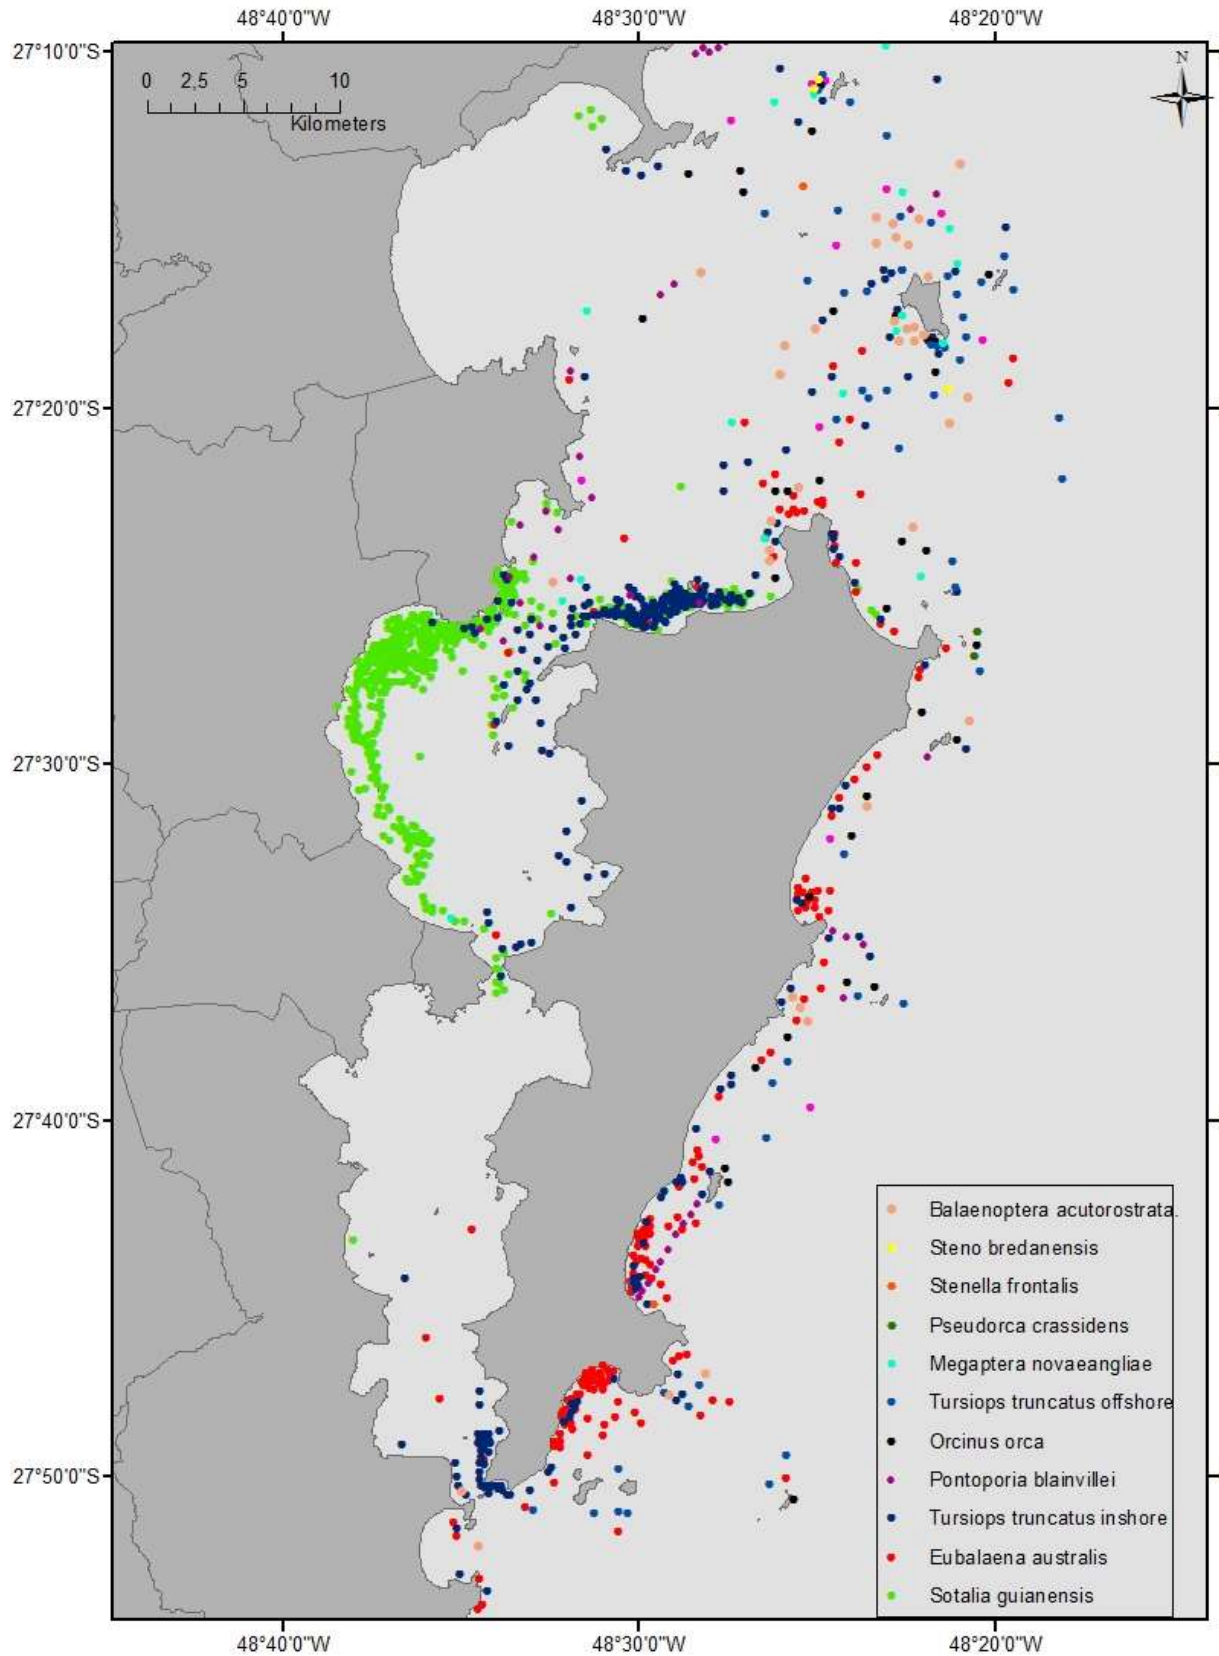 48°40'0"W 48°30'0"W 48°20'0"W
27°10'0"S
N
0 2,5 5 10
Kilometers
27°20'0"S
27°30'0"S
27°40'0"S
Balaenoptera acutorostrata.
Steno bredanensis
Stenella frontalis
Pseudorca crassidens
Megaptera novaeangliae
Tursiops truncatus offshore
Orcinus orca
Pontoporia blainvillei
Tursiops truncatus inshore
Eubalaena australis
Sotalia guianensis
27°50'0"S
48°40'0"W 48°30'0"W 48°20'0"W